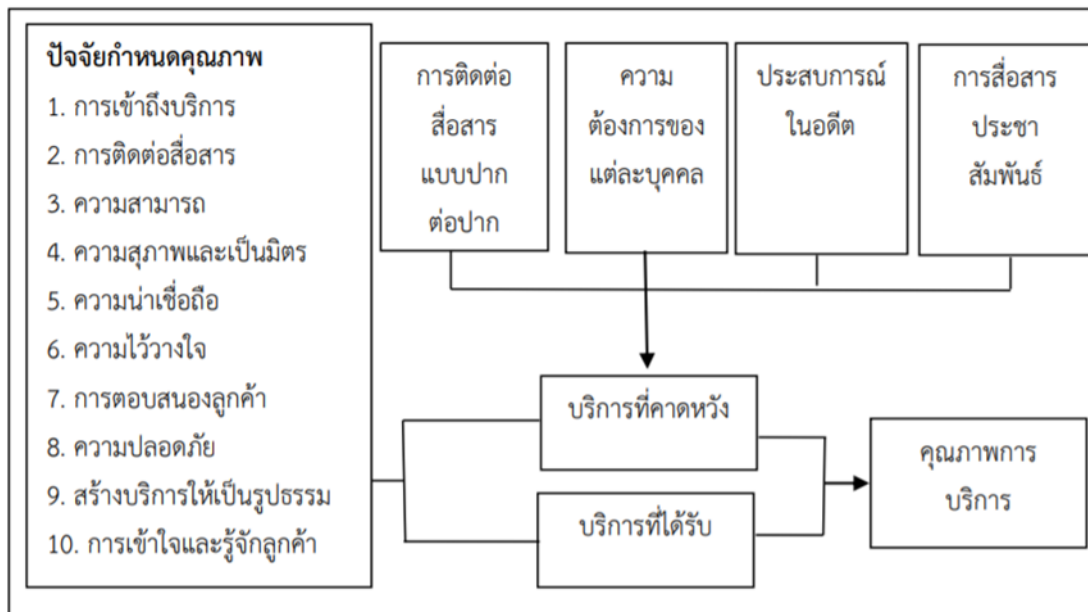 ปัจจัยกำหนดคุณภาพ
1. การเข้าถึงบริการ
2. การติดต่อสื่อสาร
3. ความสามารถ
4. ความสุภาพและเป็นมิตร
5. ความน่าเชื่อถือ
6. ความไว้วางใจ
7. การตอบสนองลูกค้า
8. ความปลอดภัย
9. สร้างบริการให้เป็นรูปธรรม
10. การเข้าใจและรู้จักลูกค้า
การติดต่อ
สื่อสาร
แบบปาก
ต่อปาก
ความ
ต้องการของ
แต่ละบุคคล
ประสบการณ์
ในอดีต
การสื่อสาร
ประชา
สัมพันธ์
บริการที่คาดหวัง
บริการที่ได้รับ
คุณภาพการ
บริการ